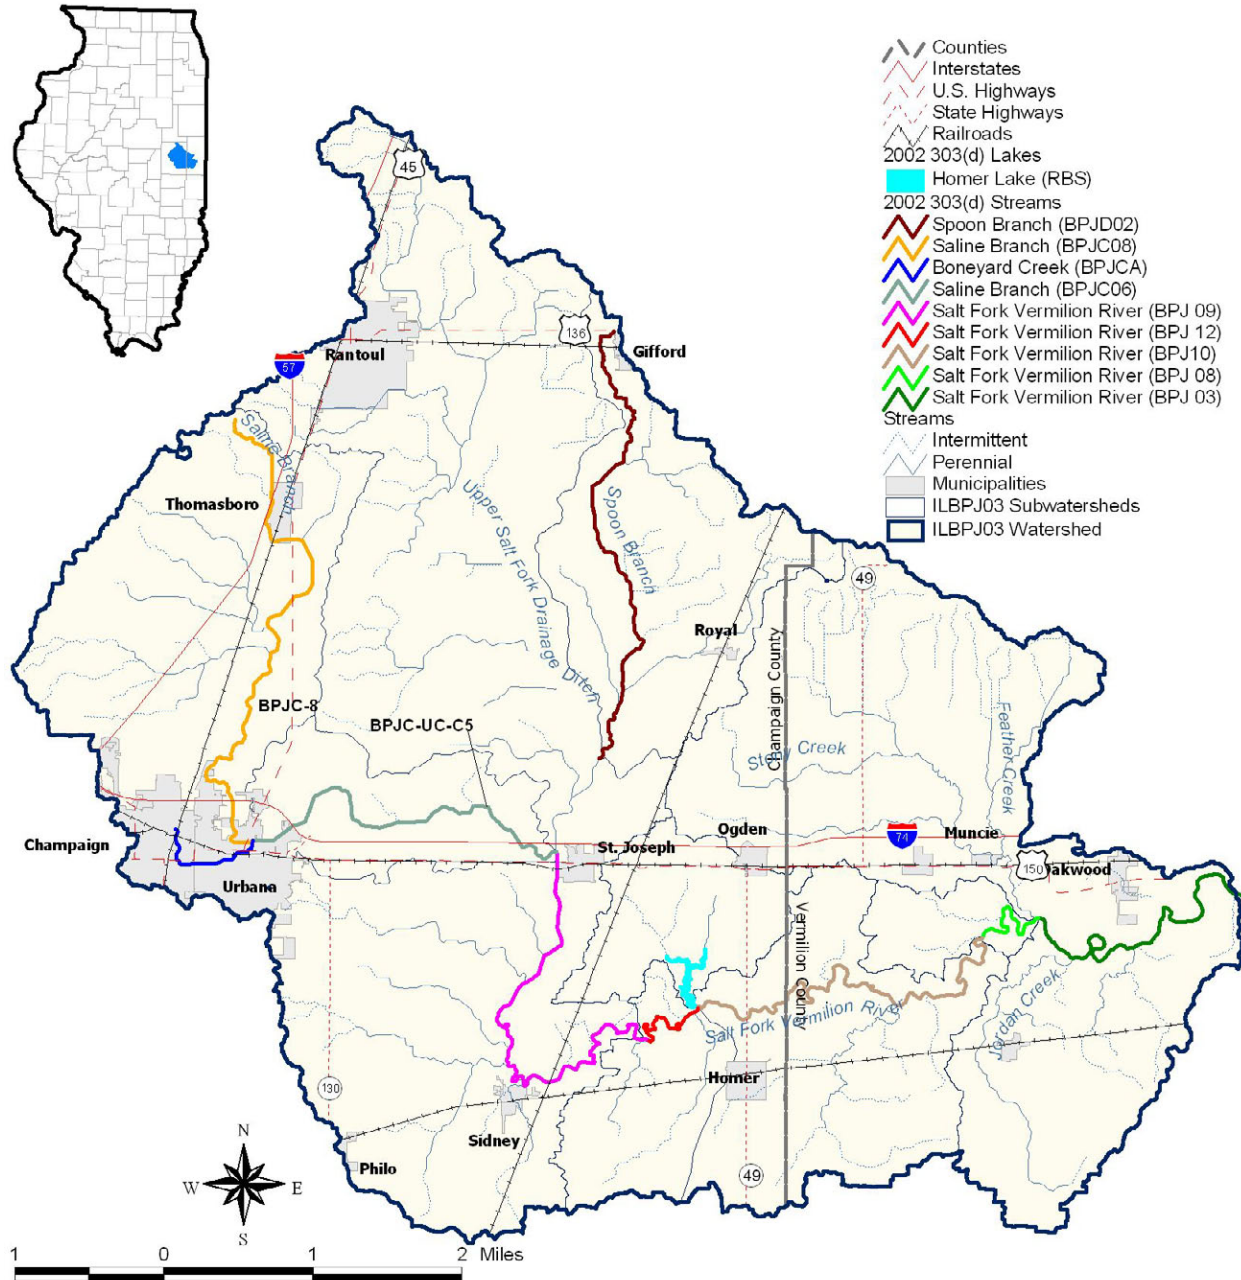 Counties
Interstates
U.S. Highways
State Highways
Railroads
2002 303(d) Lakes
Homer Lake (RBS)
2002 303(d) Streams
Spoon Branch (BPJD02)
Saline Branch (BPJC08)
Boneyard Creek (BPJCA)
Saline Branch (BPJC06)
Salt Fork Vermilion River (BPJ 09)
Salt Fork Vermilion River (BPJ 12)
Salt Fork Vermilion River (BPJ10)
Salt Fork Vermilion River (BPJ 08)
Salt Fork Vermilion River (BPJ 03)
Streams
Intermittent
Perennial
Municipalities
ILBPJ03 Subwatersheds
ILBPJ03 Watershed
45
136
Gifford
Rantoul
57
Saline Branch
Thomasboro
Upper Salt Fork Drainage Ditch
Spoon Branch
49
Royal
Champaign County
BPJC-8
BPJC-UC-C5
Stony Creek
Feather Creek
Champaign
St. Joseph
Ogden
74
Muncie
150
Oakwood
Urbana
Vermilion County
Salt Fork Vermilion River
Jordan Creek
130
Homer
Sidney
Philo
49
N
W
E
S
1
0
1
2 Miles